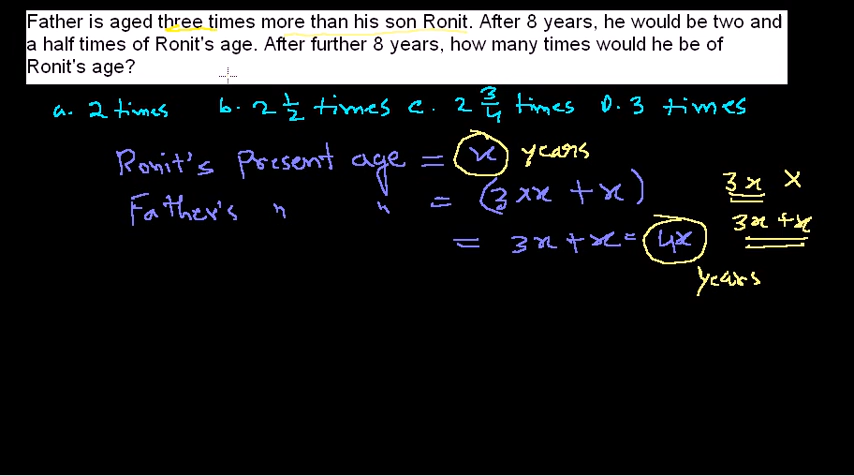 Father is aged three times more than his son Ronit. After 8 years, he would be two and
a half times of Ronit's age. After further 8 years, how many times would he be of
Ronit's age?
a. 2 times b. 2 1/2 times c. 2 3/4 times D. 3 times
Ronit's Present age = x years
Father's " " = (3 x x + x)
3x X
3x + x
= 3x + x = 4x
years